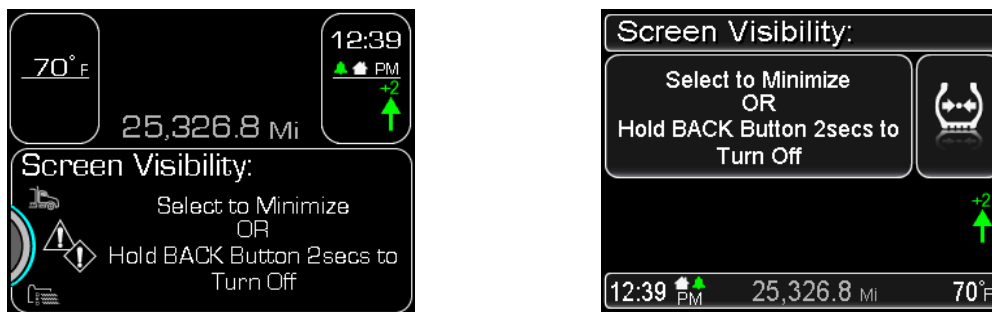 70°F
12:39
PM
+2
25,326.8 Mi
Screen Visibility:
Select to Minimize
OR
Hold BACK Button 2secs to
Turn Off
Screen Visibility:
Select to Minimize
OR
Hold BACK Button 2secs to
Turn Off
+2
12:39 PM 25,326.8 Mi 70°F